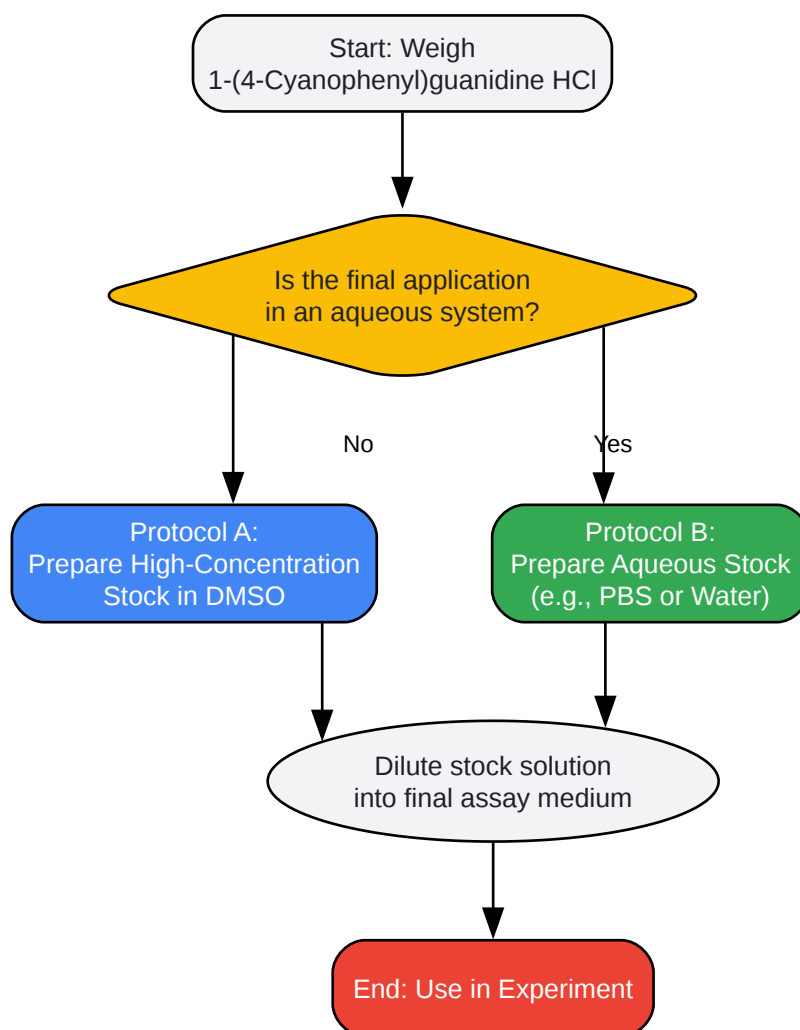 Start: Weigh
1-(4-Cyanophenyl)guanidine HCl
Is the final application
in an aqueous system?
No
Yes
Protocol A:
Prepare High-Concentration
Stock in DMSO
Protocol B:
Prepare Aqueous Stock
(e.g., PBS or Water)
Dilute stock solution
into final assay medium
End: Use in Experiment